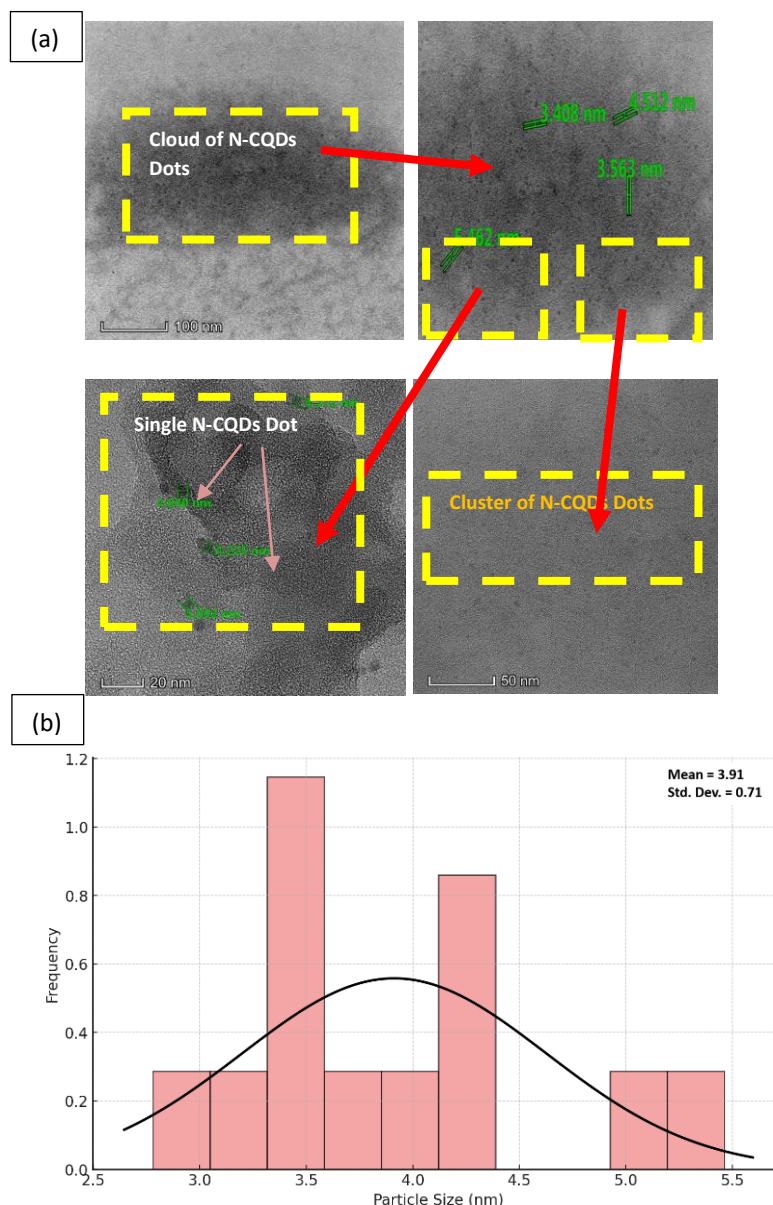 (a)
Cloud of N-CQDs
Dots
100 nm
3.408 nm
4.512 nm
3.563 nm
5.462 nm
Single N-CQDs Dot
20 nm
Cluster of N-CQDs Dots
50 nm
(b)
Mean = 3.91
Std. Dev. = 0.71
Frequency
1.2
1.0
0.8
0.6
0.4
0.2
0.0
2.5 3.0 3.5 4.0 4.5 5.0 5.5
Particle Size (nm)